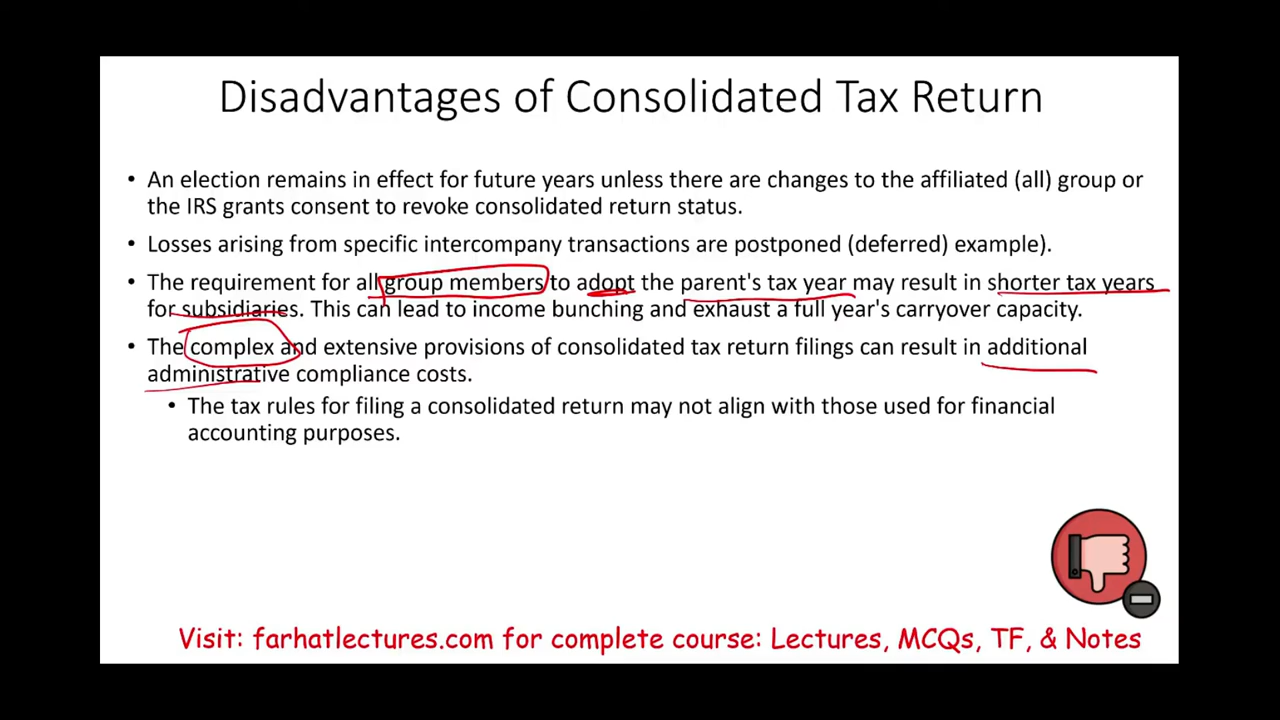 Disadvantages of Consolidated Tax Return
• An election remains in effect for future years unless there are changes to the affiliated (all) group or
the IRS grants consent to revoke consolidated return status.
• Losses arising from specific intercompany transactions are postponed (deferred) example).
• The requirement for all group members to adopt the parent's tax year may result in shorter tax years
for subsidiaries. This can lead to income bunching and exhaust a full year's carryover capacity.
• The complex and extensive provisions of consolidated tax return filings can result in additional
administrative compliance costs.
• The tax rules for filing a consolidated return may not align with those used for financial
accounting purposes.
Visit: farhatlectures.com for complete course: Lectures, MCQs, TF, & Notes